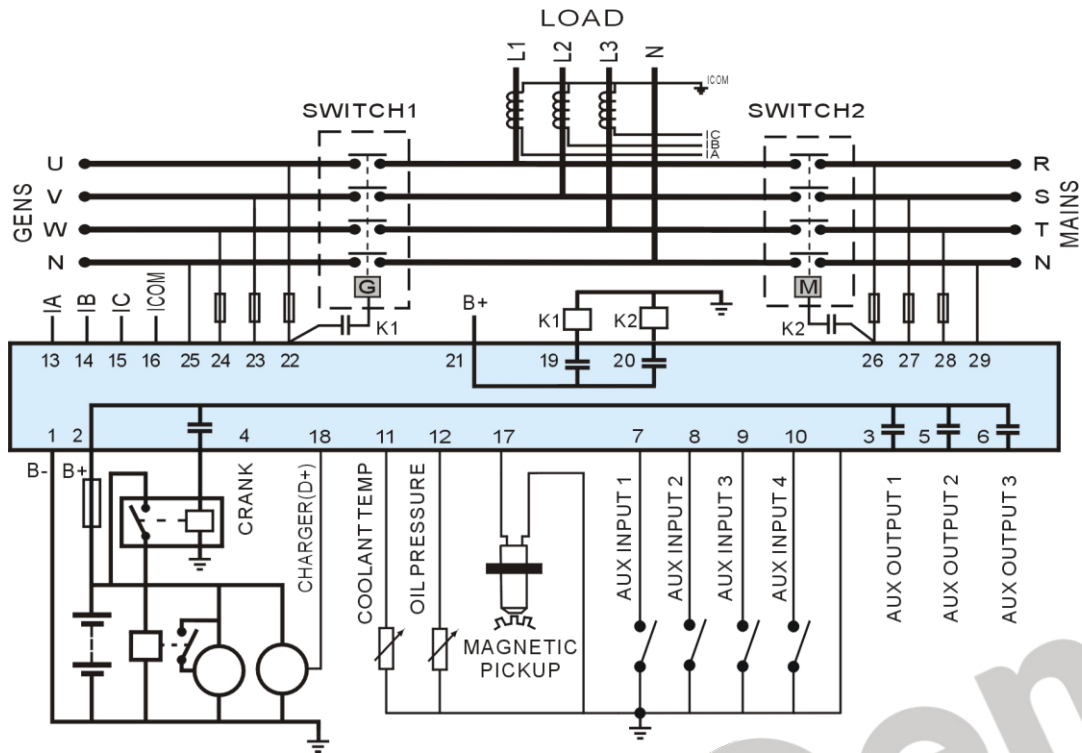 LOAD
L1 L2 L3 N
ICOM
SWITCH1 SWITCH2
IC
IB
IA
U R
V S
W T
N N
GENS MAINS
G M
IA IB IC ICOM
K1 B+ K1 K2 K2
13 14 15 16 25 24 23 22 21 19 20 26 27 28 29
1 2 4 18 11 12 17 7 8 9 10 3 5 6
B- B+
CRANK
CHARGER(D+)
COOLANT TEMP
OIL PRESSURE
MAGNETIC
PICKUP
AUX INPUT 1
AUX INPUT 2
AUX INPUT 3
AUX INPUT 4
AUX OUTPUT 1
AUX OUTPUT 2
AUX OUTPUT 3